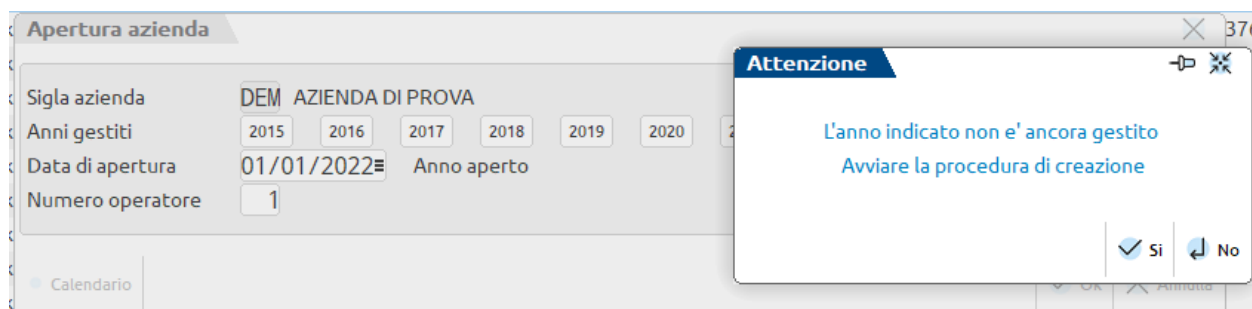 Apertura azienda
Sigla azienda DEM AZIENDA DI PROVA
Anni gestiti 2015 2016 2017 2018 2019 2020
Data di apertura 01/01/2022 Anno aperto
Numero operatore 1
Calendario
Attenzione
L'anno indicato non e' ancora gestito
Avviare la procedura di creazione
Si No
Ok Annulla